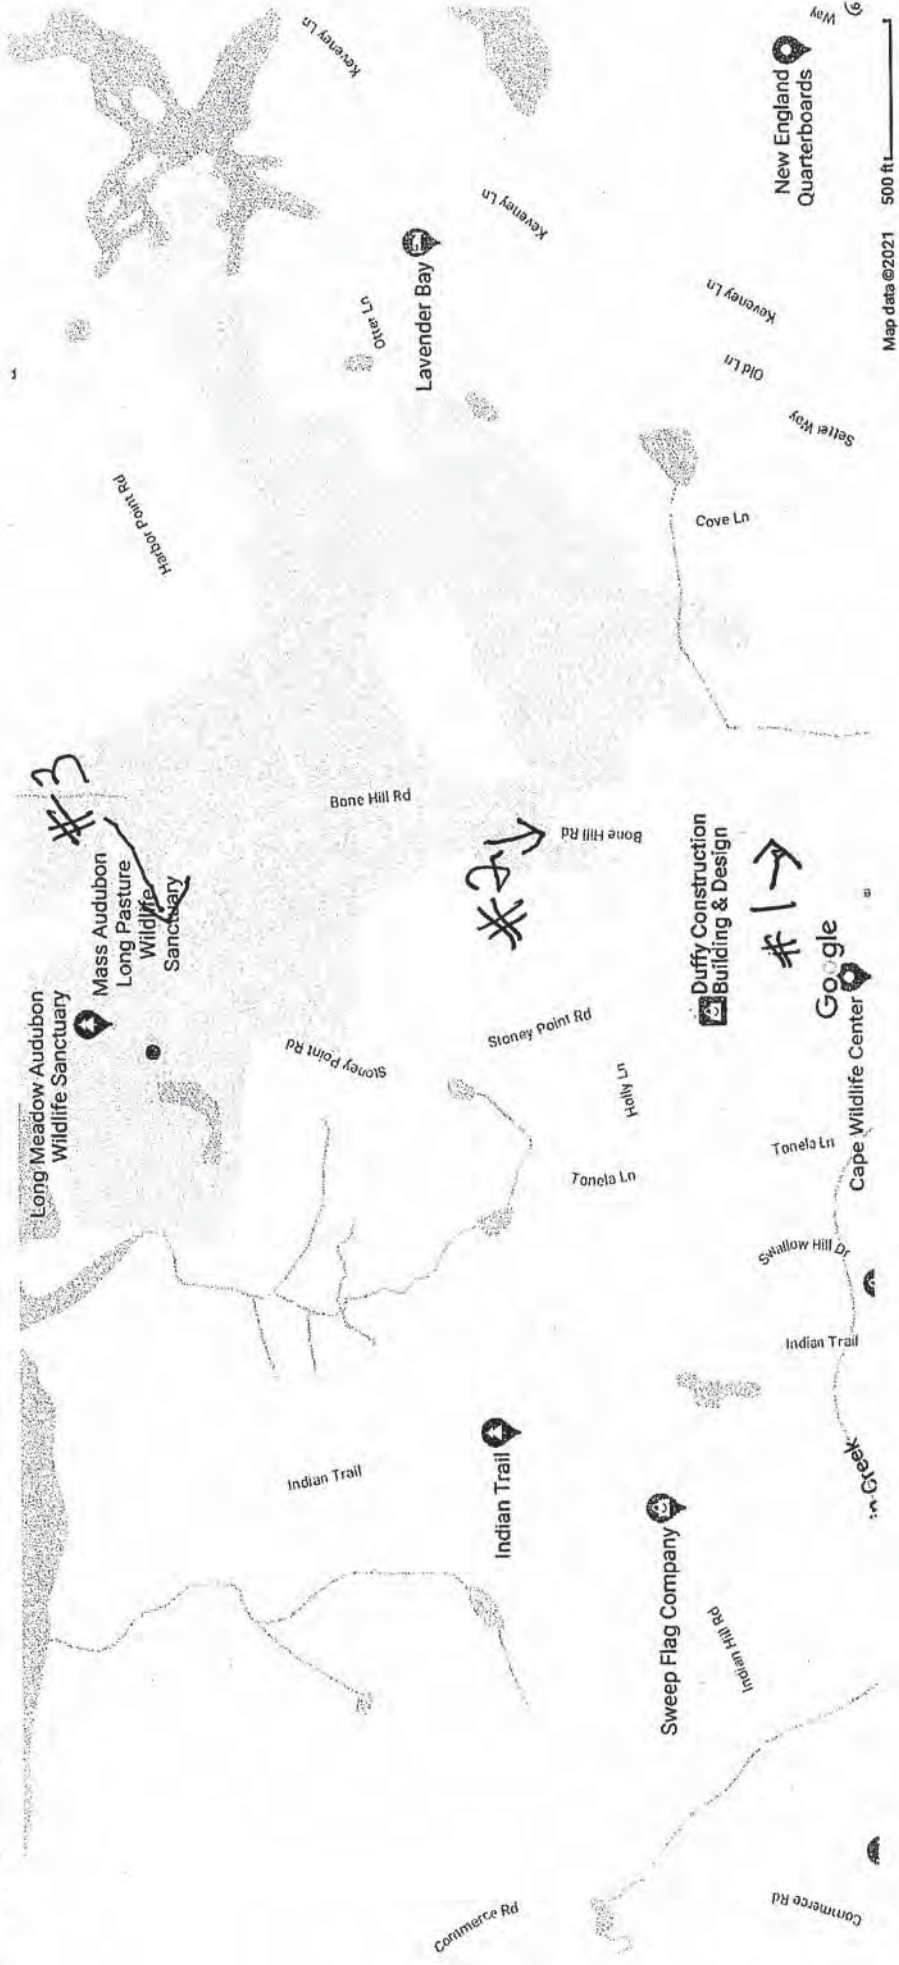 Commerce Rd
Commerce Rd
Sweep Flag Company
Indian Hill Rd
Indian Trail
Indian Trail
Indian Trail
Swallow Hill Dr
Tonela Ln
Tonela Ln
Holly Ln
Cape Wildlife Center
Google
Long Meadow Audubon
Wildlife Sanctuary
Mass Audubon
Long Pasture
Wildlife
Sanctuary
Stoney Point Rd
Stoney Point Rd
Duffy Construction
Building & Design
#1
#2
#3
Bone Hill Rd
Bone Hill Rd
Harbor Point Rd
Cove Ln
Otter Ln
Lavender Bay
Old Ln
Keveney Ln
Keveney Ln
Keveney Ln
New England
Quarterboards
Way
Map data ©2021
500 ft